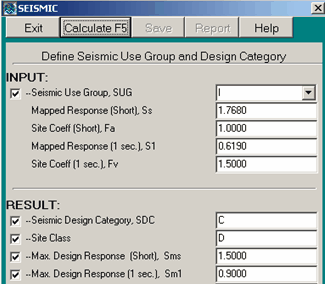 SEISMIC
Exit Calculate F5 Save Report Help
Define Seismic Use Group and Design Category
INPUT:
--Seismic Use Group, SUG I
Mapped Response (Short), Ss 1.7680
Site Coeff (Short), Fa 1.0000
Mapped Response (1 sec.), S1 0.6190
Site Coeff (1 sec.), Fv 1.5000
RESULT:
--Seismic Design Category, SDC C
--Site Class D
--Max. Design Response (Short), Sms 1.5000
--Max. Design Response (1 sec.), Sm1 0.9000